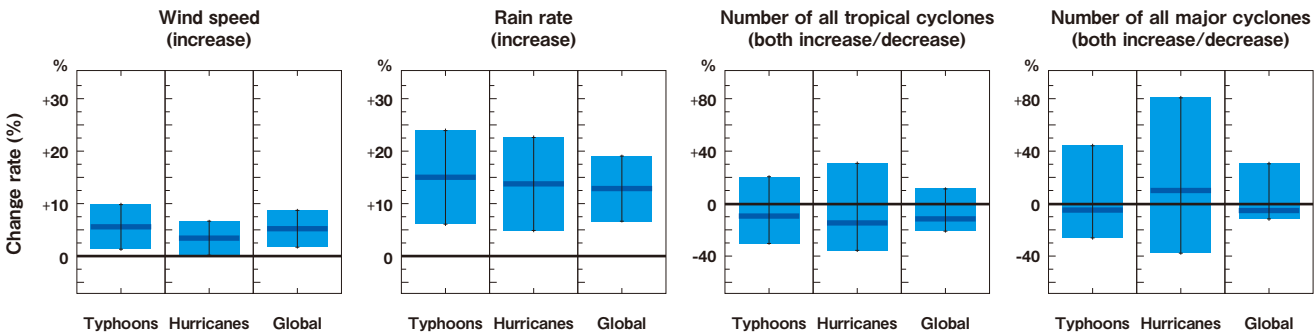 Wind speed
(increase)
Rain rate
(increase)
Number of all tropical cyclones
(both increase/decrease)
Number of all major cyclones
(both increase/decrease)
Change rate (%)
%
+30
+20
+10
0
Typhoons Hurricanes Global
%
+30
+20
+10
0
Typhoons Hurricanes Global
%
+80
+40
0
-40
Typhoons Hurricanes Global
%
+80
+40
0
-40
Typhoons Hurricanes Global